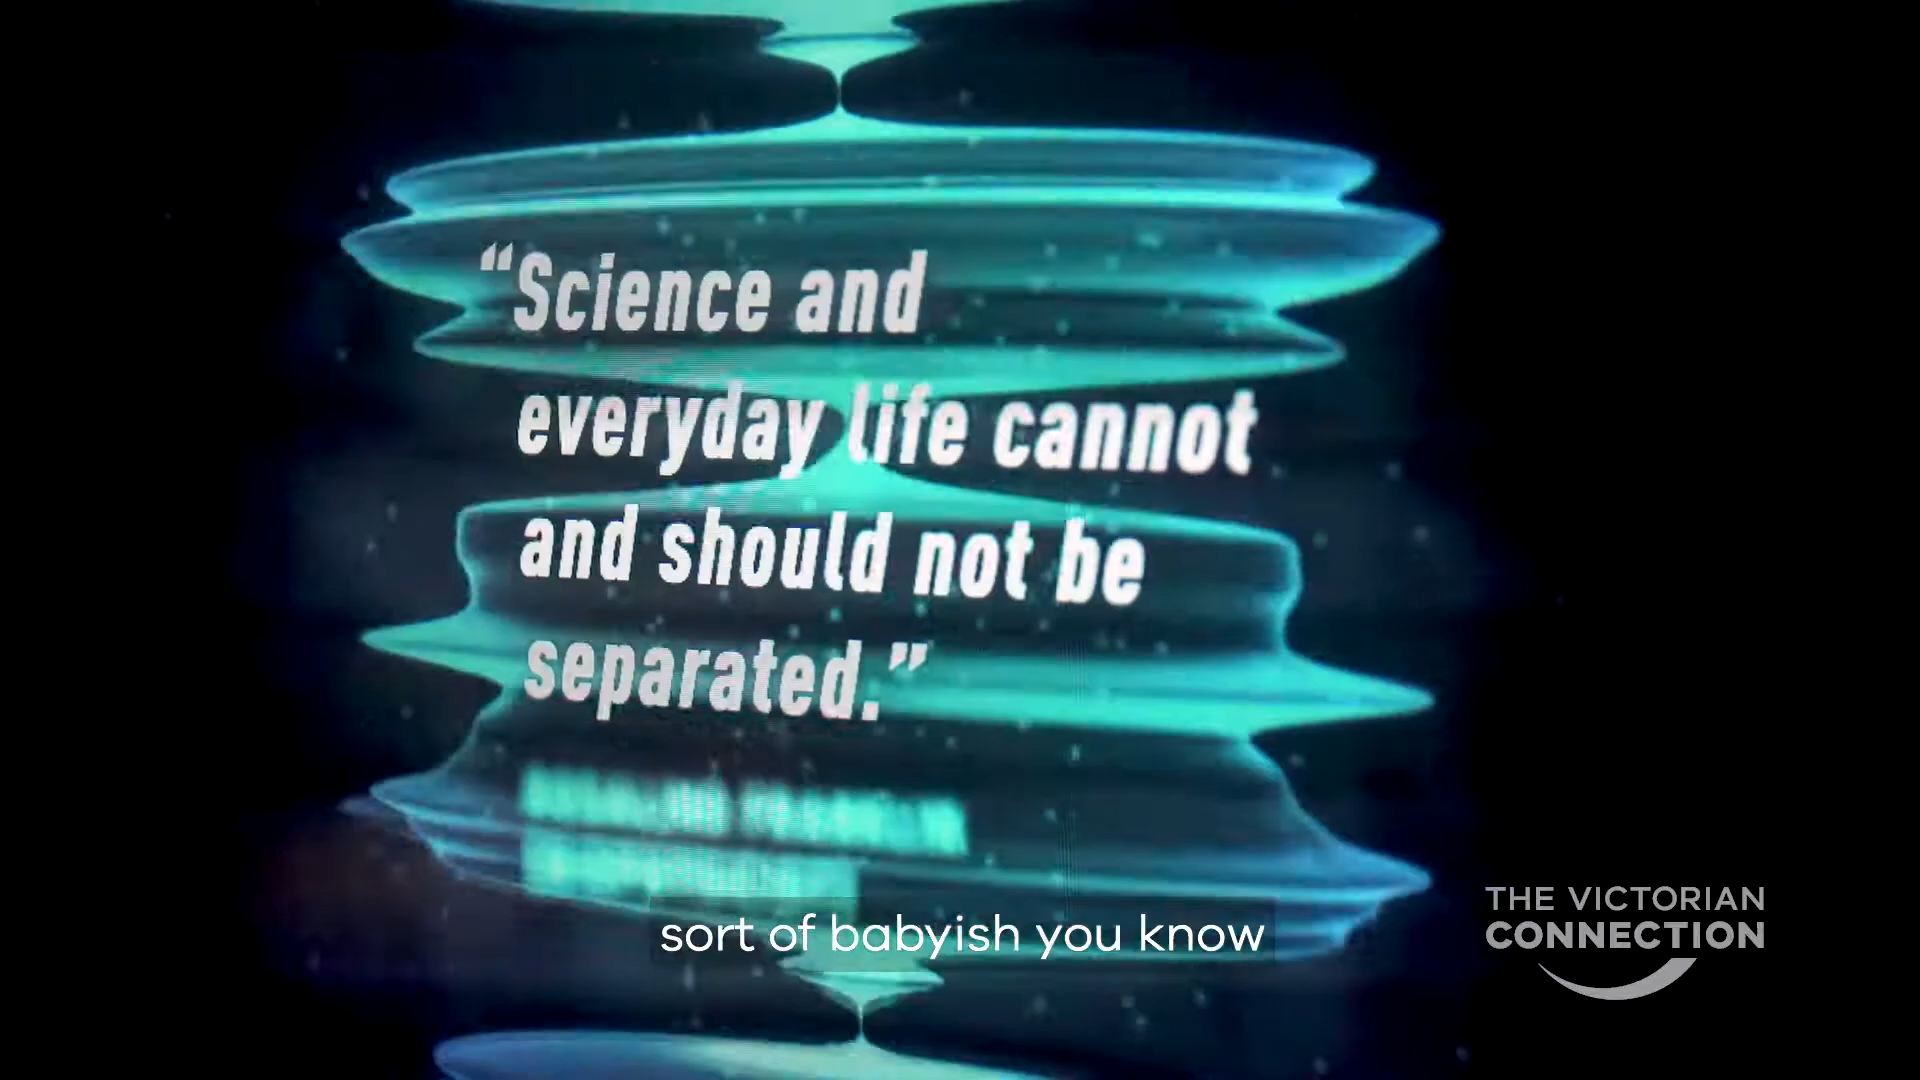 “Science and
everyday life cannot
and should not be
separated.”
sort of babyish you know
THE VICTORIAN
CONNECTION